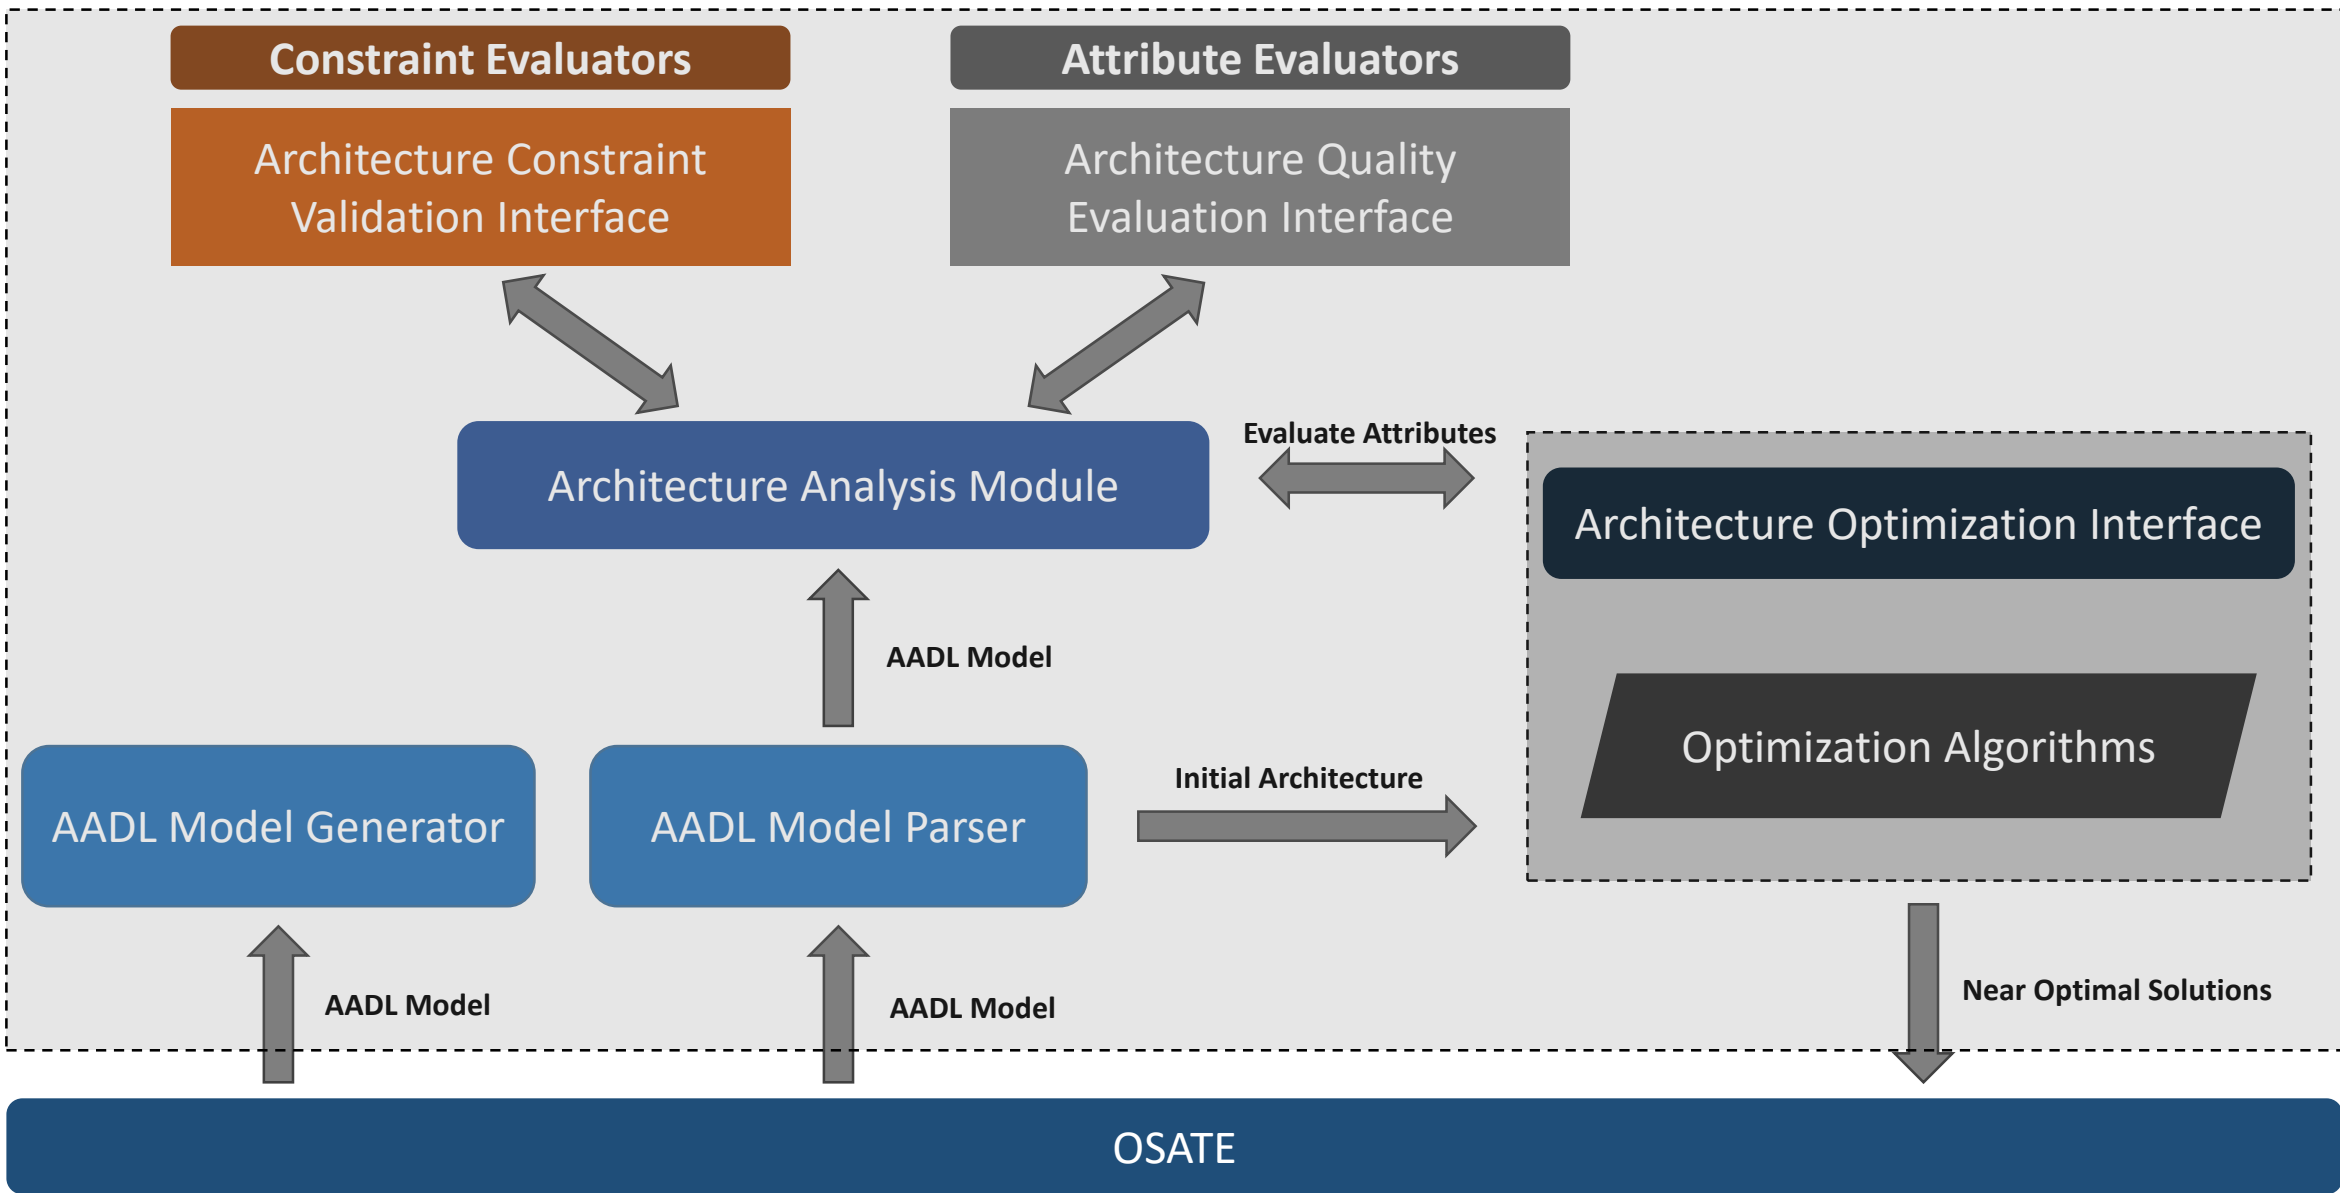 Constraint Evaluators
Attribute Evaluators
Architecture Constraint
Validation Interface
Architecture Quality
Evaluation Interface
Evaluate Attributes
Architecture Analysis Module
Architecture Optimization Interface
AADL Model
Optimization Algorithms
Initial Architecture
AADL Model Generator
AADL Model Parser
AADL Model
AADL Model
Near Optimal Solutions
OSATE